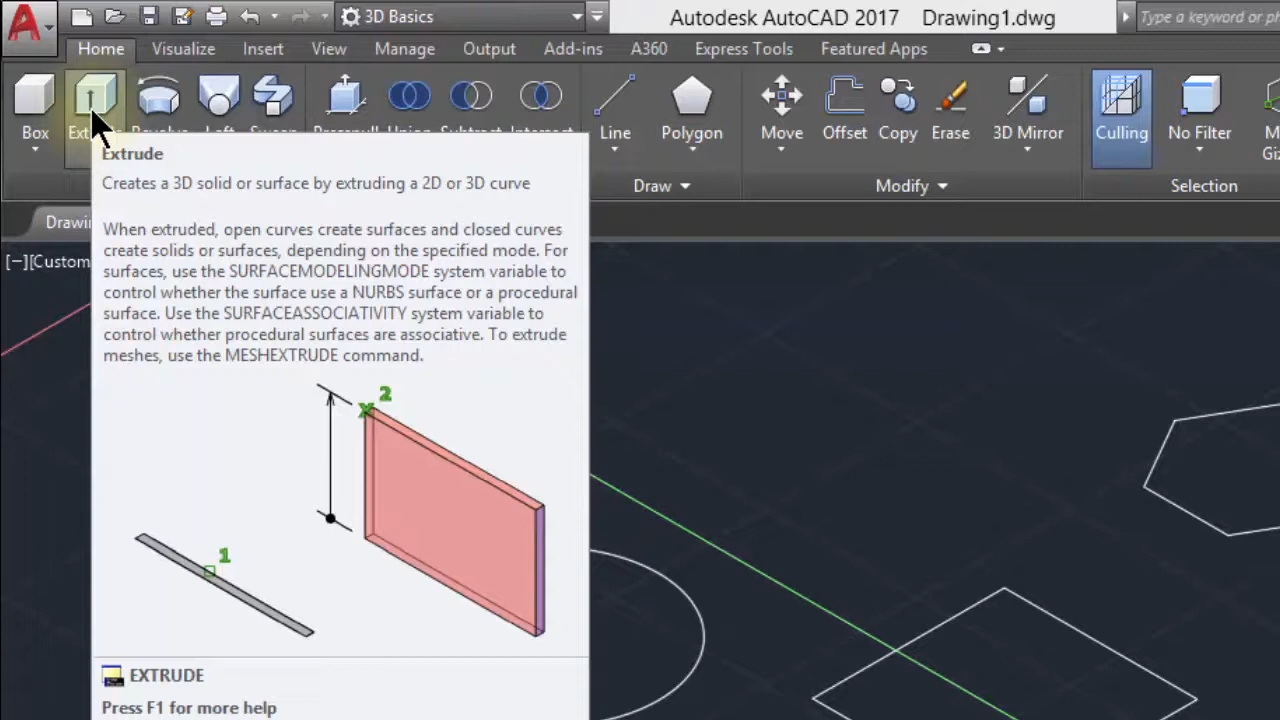 3D Basics
Autodesk AutoCAD 2017 Drawing1.dwg
Type a keyword or p
Home Visualize Insert View Manage Output Add-ins A360 Express Tools Featured Apps
Box Line Polygon Move Offset Copy Erase 3D Mirror Culling No Filter
Draw Modify Selection
Extrude
Creates a 3D solid or surface by extruding a 2D or 3D curve
When extruded, open curves create surfaces and closed curves
create solids or surfaces, depending on the specified mode. For
surfaces, use the SURFACEMODELINGMODE system variable to
control whether the surface use a NURBS surface or a procedural
surface. Use the SURFACEASSOCIATIVITY system variable to
control whether procedural surfaces are associative. To extrude
meshes, use the MESHEXTRUDE command.
[−][Custom
2
1
EXTRUDE
Press F1 for more help